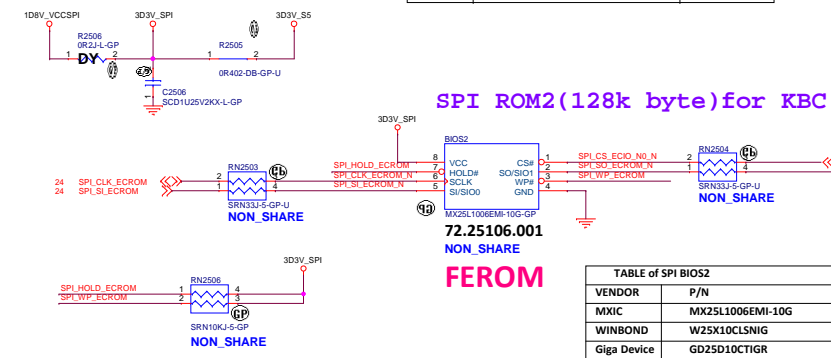 1D8V_VCCSPI
3D3V_SPI
3D3V_S5
R2506
0R2J-L-GP
1
DY
2
R2505
1
2
0R402-DB-GP-U
C2506
SCD1U25V2KX-L-GP
1
SPI ROM2(128k byte)for KBC
3D3V_SPI
BIOS2
8 VCC CS# 1
7 HOLD# SO/SIO1 2
6 SCLK WP# 3
5 SI/SIO0 GND 4
MX25L1006EMI-10G-GP
72.25106.001
NON_SHARE
FEROM
SPI_HOLD_ECROM
SPI_CLK_ECROM_N
SPI_SI_ECROM_N
SPI_CS_ECIO_N0_N
SPI_SO_ECROM_N
SPI_WP_ECROM
24 SPI_CLK_ECROM
24 SPI_SI_ECROM
RN2503
2 3
1 4
SRN33J-5-GP-U
NON_SHARE
RN2504
2 3
1 4
SRN33J-5-GP-U
NON_SHARE
3D3V_SPI
RN2506
SPI_HOLD_ECROM 1 4
SPI_WP_ECROM 2 3
SRN10KJ-5-GP
NON_SHARE
TABLE of SPI BIOS2
VENDOR P/N
MXIC MX25L1006EMI-10G
WINBOND W25X10CLSNIG
Giga Device GD25D10CTIGR